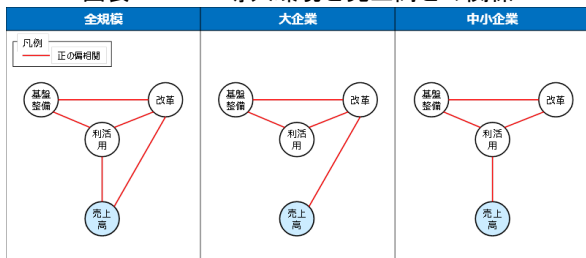 全規模
大企業
中小企業
凡例
正の偏相関
基盤
整備
改革
利活
用
売上
高
基盤
整備
改革
利活
用
売上
高
基盤
整備
改革
利活
用
売上
高